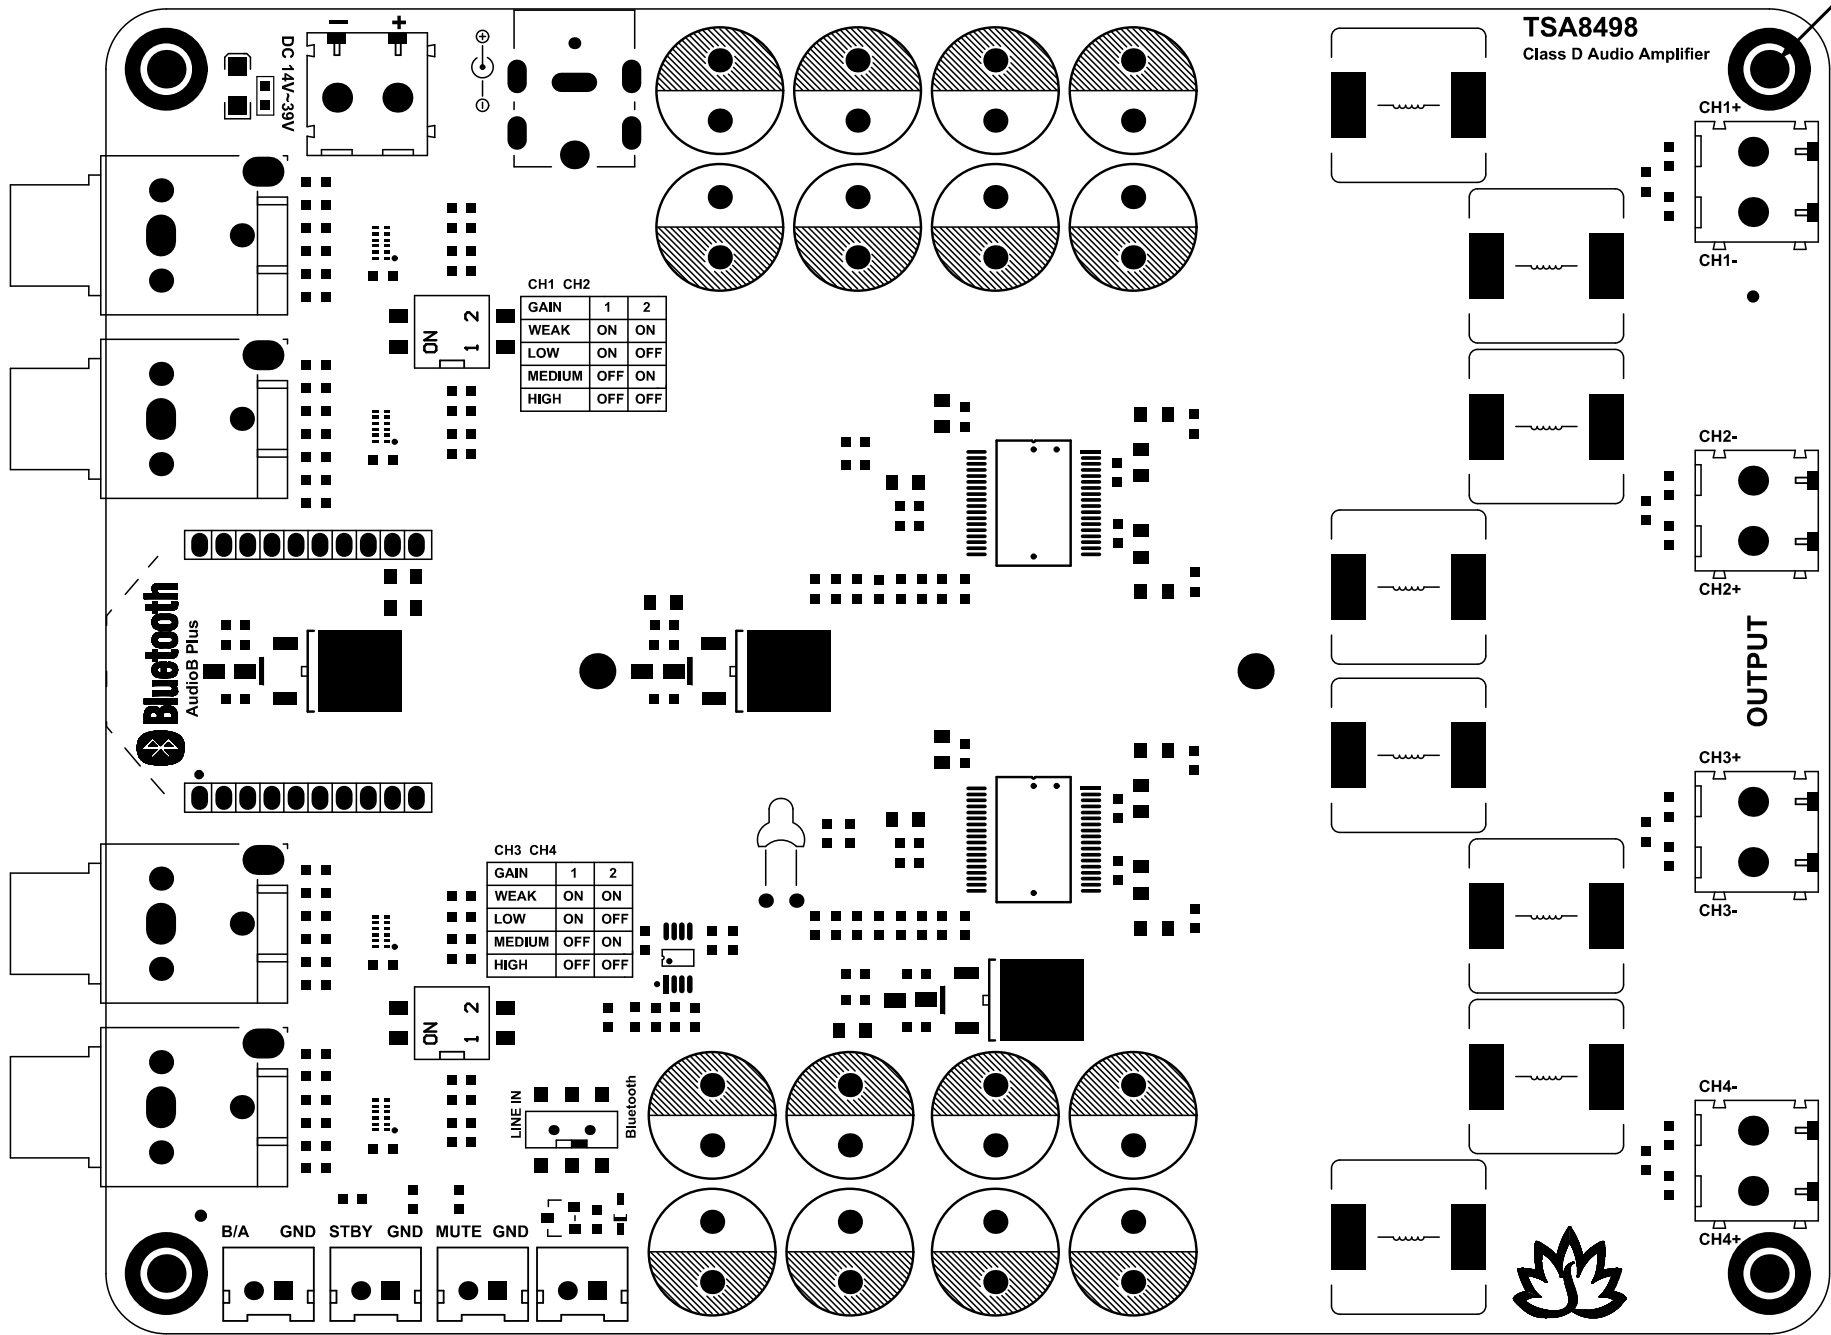 TSA8498
Class D Audio Amplifier
− +
DC 14V~39V
CH1+
CH1-
CH1 CH2
GAIN 1 2
WEAK ON ON
LOW ON OFF
MEDIUM OFF ON
HIGH OFF OFF
ON
1 2
CH2-
CH2+
Bluetooth
AudioB Plus
OUTPUT
CH3+
CH3-
CH3 CH4
GAIN 1 2
WEAK ON ON
LOW ON OFF
MEDIUM OFF ON
HIGH OFF OFF
ON
1 2
LINE IN
Bluetooth
CH4-
CH4+
B/A GND STBY GND MUTE GND